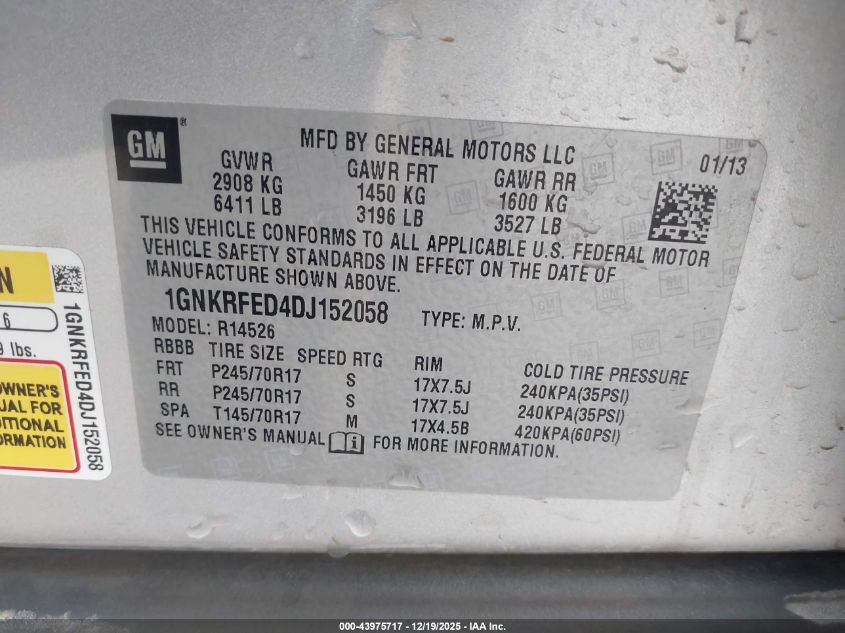 GM
®
MFD BY GENERAL MOTORS LLC
01/13
GVWR GAWR FRT GAWR RR
2908 KG 1450 KG 1600 KG
6411 LB 3196 LB 3527 LB
THIS VEHICLE CONFORMS TO ALL APPLICABLE U.S. FEDERAL MOTOR
VEHICLE SAFETY STANDARDS IN EFFECT ON THE DATE OF
MANUFACTURE SHOWN ABOVE.
1GNKRFED4DJ152058 TYPE: M.P.V.
MODEL: R14526
RBBB TIRE SIZE SPEED RTG RIM COLD TIRE PRESSURE
FRT P245/70R17 S 17X7.5J 240KPA(35PSI)
RR P245/70R17 S 17X7.5J 240KPA(35PSI)
SPA T145/70R17 M 17X4.5B 420KPA(60PSI)
SEE OWNER'S MANUAL i FOR MORE INFORMATION.
N
6
lbs.
OWNER'S
UAL FOR
DITIONAL
ORMATION
1GNKRFED4DJ152058
000-43975717 - 12/19/2025 - IAA Inc.